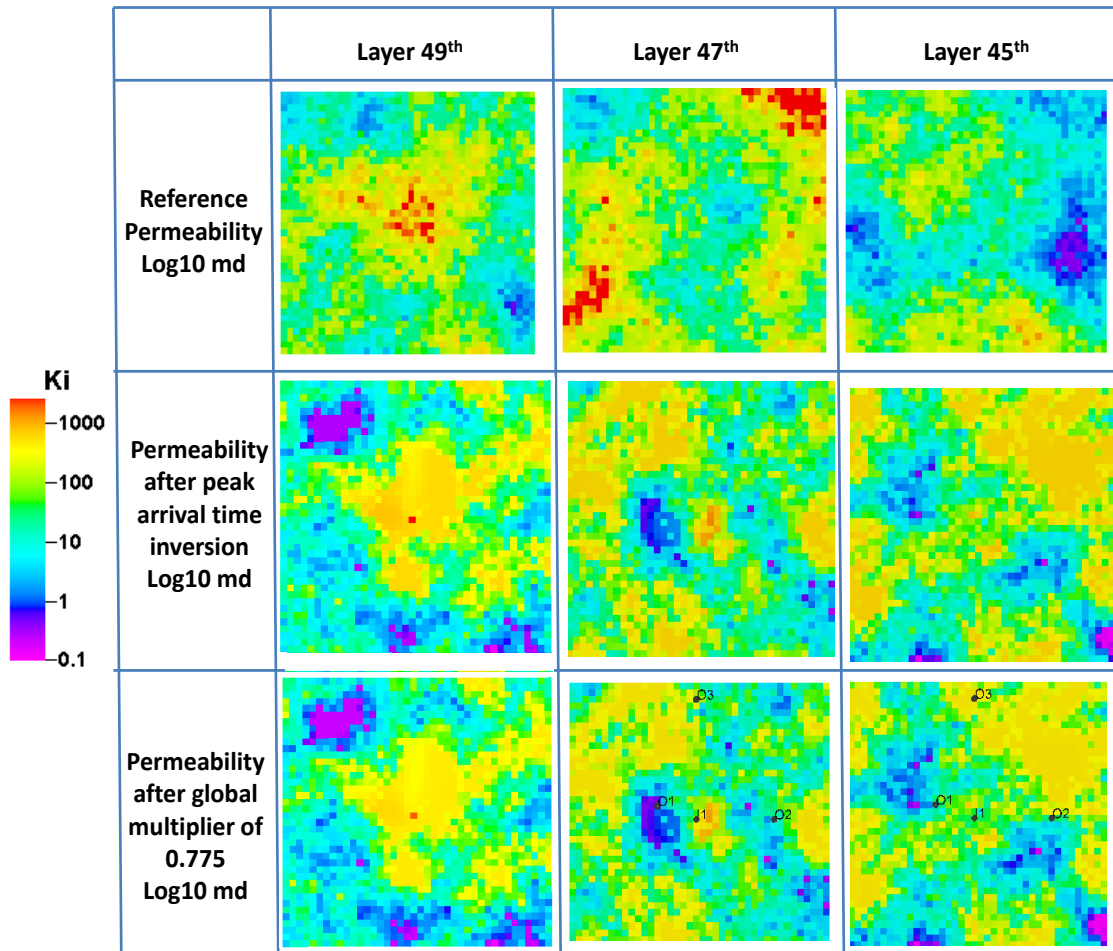 Layer 49th
Layer 47th
Layer 45th
Reference
Permeability
Log10 md
Ki
1000
100
10
1
0.1
Permeability
after peak
arrival time
inversion
Log10 md
Permeability
after global
multiplier of
0.775
Log10 md
O3
O1
I1
O2
O3
O1
I1
O2